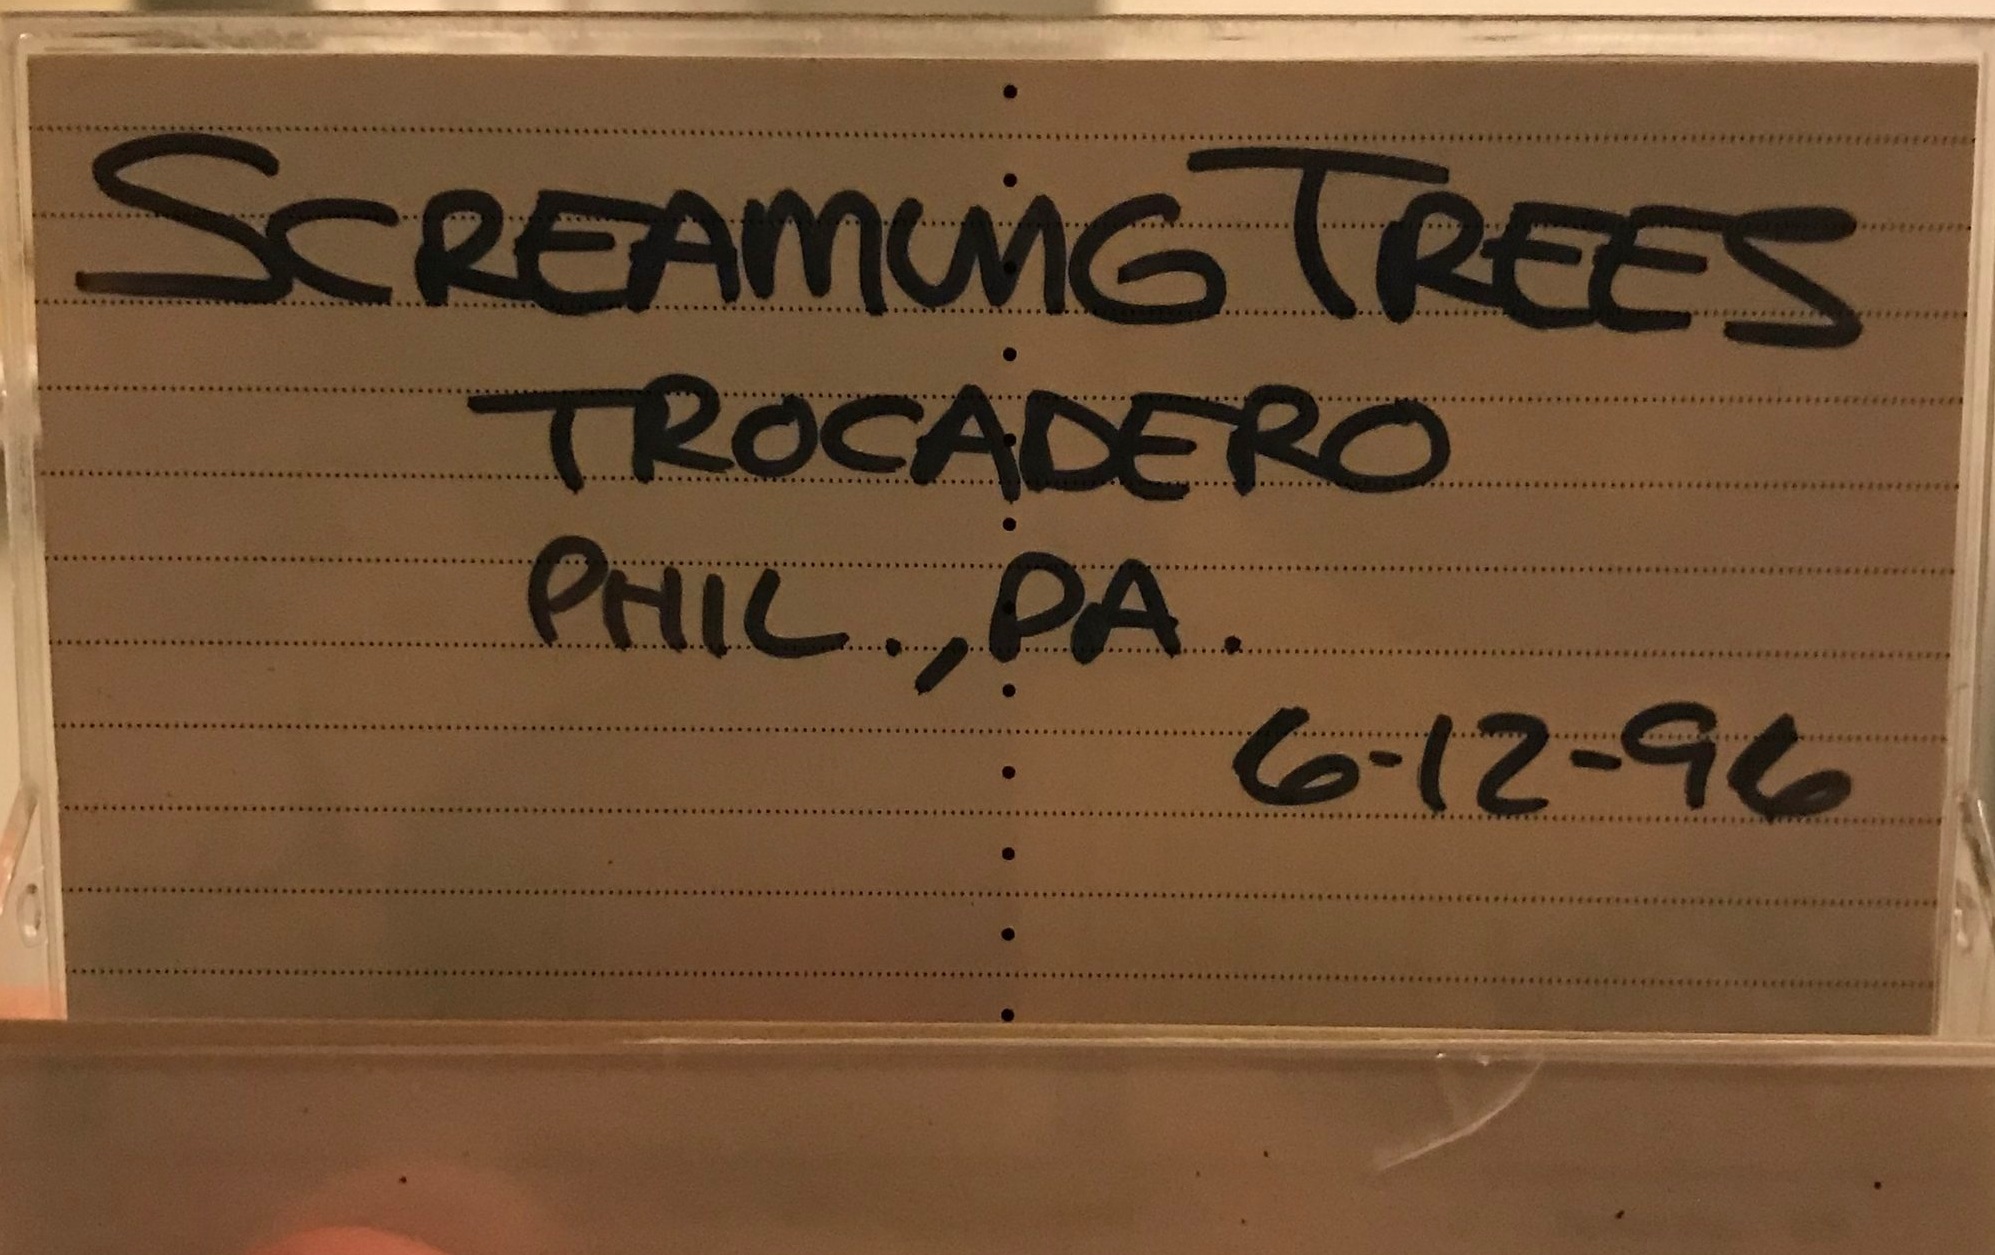 SCREAMING TREES
TROCADERO
PHIL., PA.
6-12-96